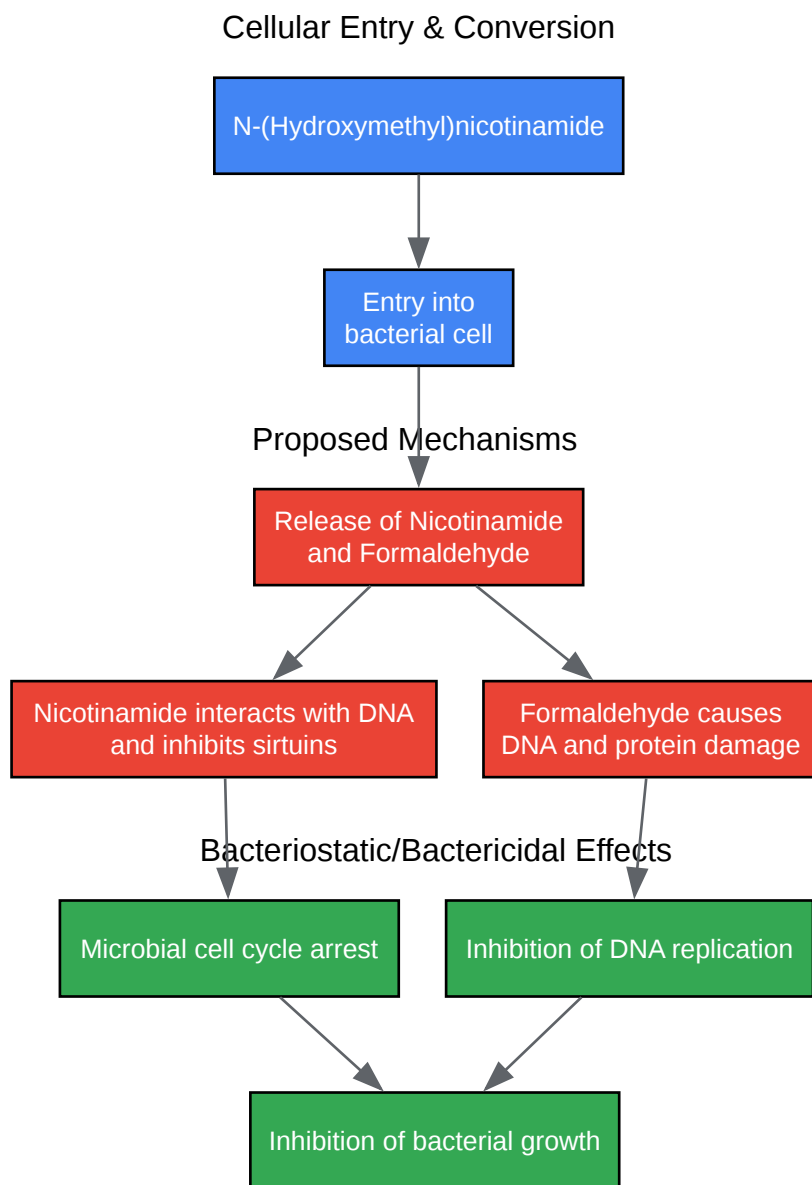 Cellular Entry & Conversion
N-(Hydroxymethyl)nicotinamide
Entry into
bacterial cell
Proposed Mechanisms
Release of Nicotinamide
and Formaldehyde
Nicotinamide interacts with DNA
and inhibits sirtuins
Formaldehyde causes
DNA and protein damage
Bacteriostatic/Bactericidal Effects
Microbial cell cycle arrest
Inhibition of DNA replication
Inhibition of bacterial growth